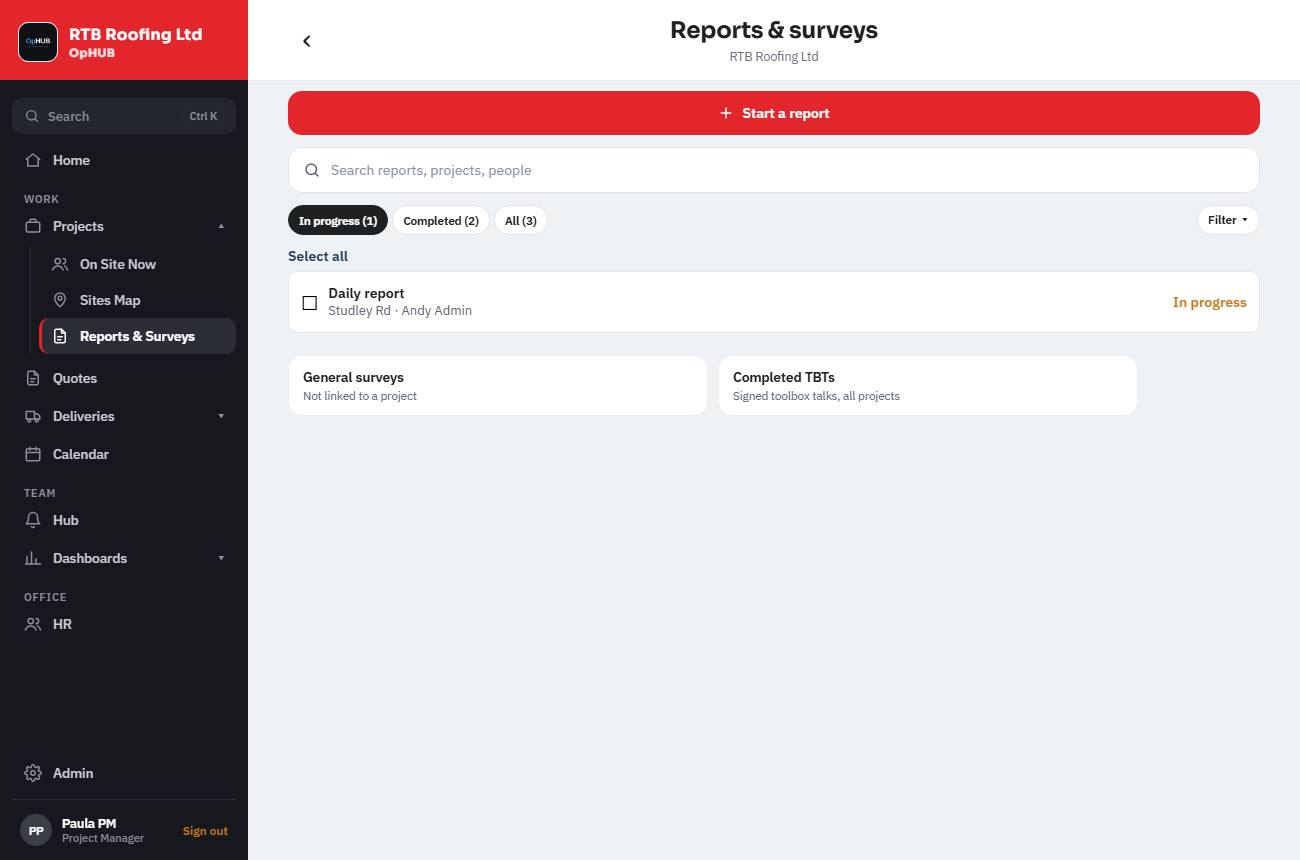 OpHUB
RTB Roofing Ltd
OpHUB
Search
Ctrl K
Home
WORK
Projects
On Site Now
Sites Map
Reports & Surveys
Quotes
Deliveries
Calendar
TEAM
Hub
Dashboards
OFFICE
HR
Admin
PP
Paula PM
Project Manager
Sign out
Reports & surveys
RTB Roofing Ltd
Start a report
Search reports, projects, people
In progress (1)
Completed (2)
All (3)
Filter
Select all
Daily report
Studley Rd · Andy Admin
In progress
General surveys
Not linked to a project
Completed TBTs
Signed toolbox talks, all projects